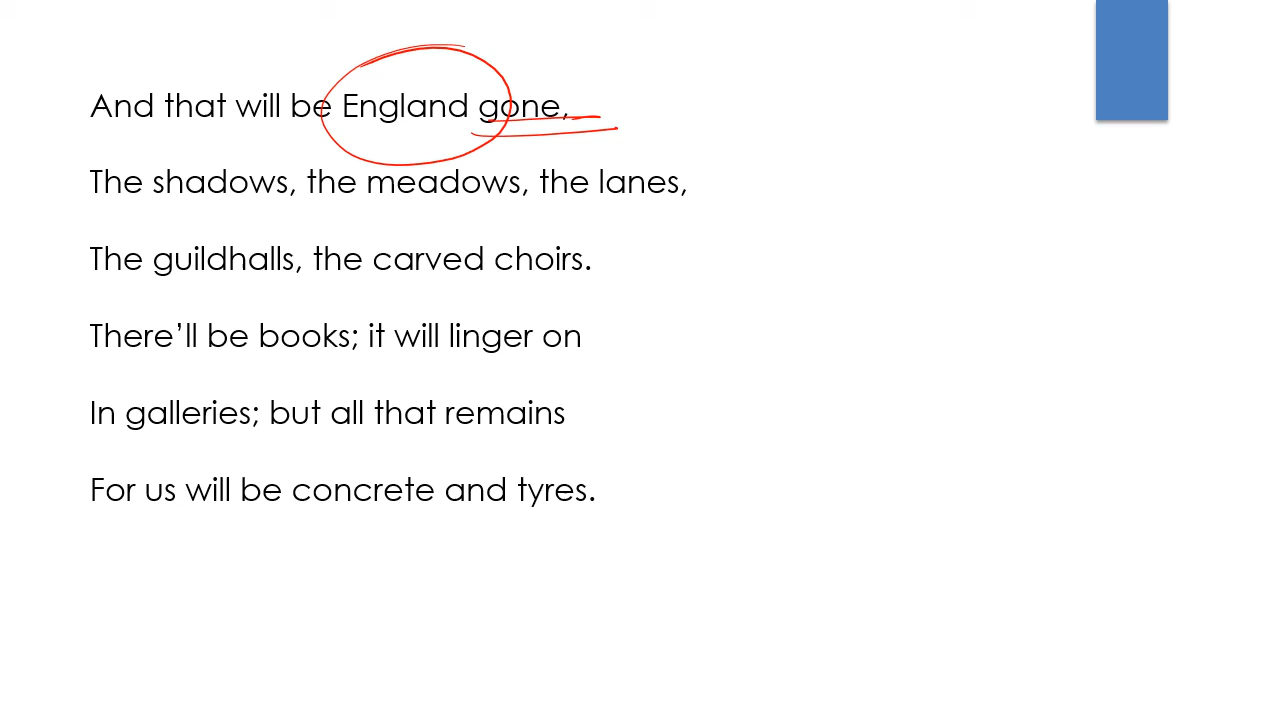 And that will be England gone,
The shadows, the meadows, the lanes,
The guildhalls, the carved choirs.
There’ll be books; it will linger on
In galleries; but all that remains
For us will be concrete and tyres.